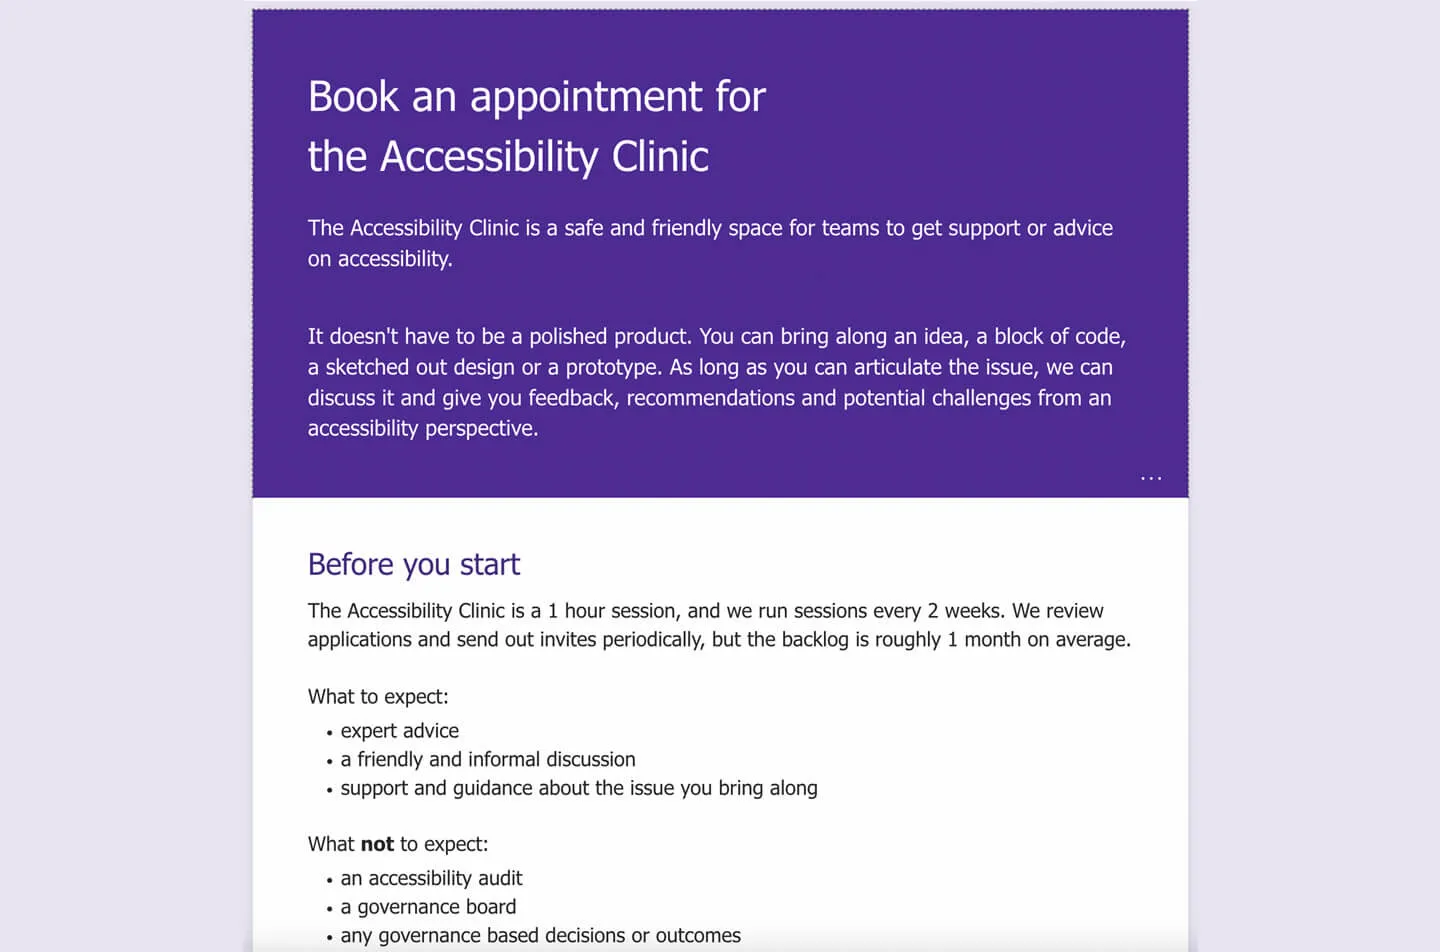 Book an appointment for
the Accessibility Clinic
The Accessibility Clinic is a safe and friendly space for teams to get support or advice
on accessibility.
It doesn't have to be a polished product. You can bring along an idea, a block of code,
a sketched out design or a prototype. As long as you can articulate the issue, we can
discuss it and give you feedback, recommendations and potential challenges from an
accessibility perspective.
...
Before you start
The Accessibility Clinic is a 1 hour session, and we run sessions every 2 weeks. We review
applications and send out invites periodically, but the backlog is roughly 1 month on average.
What to expect:
• expert advice
• a friendly and informal discussion
• support and guidance about the issue you bring along
What not to expect:
• an accessibility audit
• a governance board
• any governance based decisions or outcomes